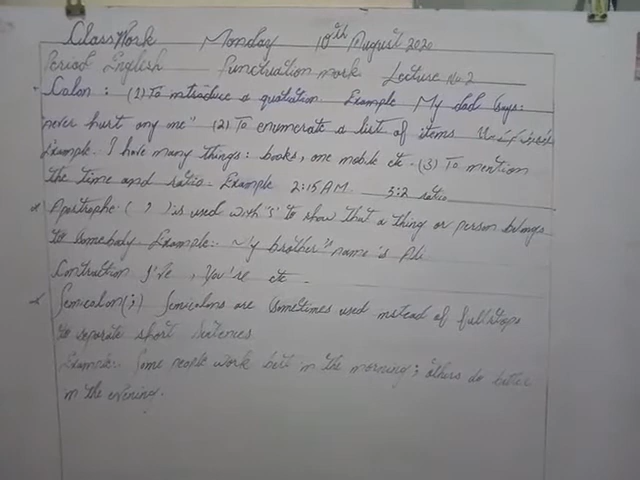 ClassWork Monday 10th August 2020
Period English Punctuation mark Lecture No 2
Colon : (1) To introduce a quotation. Example My dad says:
"never hurt any one" (2) To enumerate a list of items
Example. I have many things: books, one mobile etc. (3) To mention
the time and ratio. Example 2:15 A.M. 3:2 ratio
Apostrophe ( ' ) is used with 's' to show that a thing or person belongs
to somebody. Example:- My brother's name is Ali
Contruction I've, You're etc.
Semicolon(;) Semicolons are sometimes used instead of full stops
to separate short sentences.
Example:- Some people work best in the morning; others do better
in the evening.